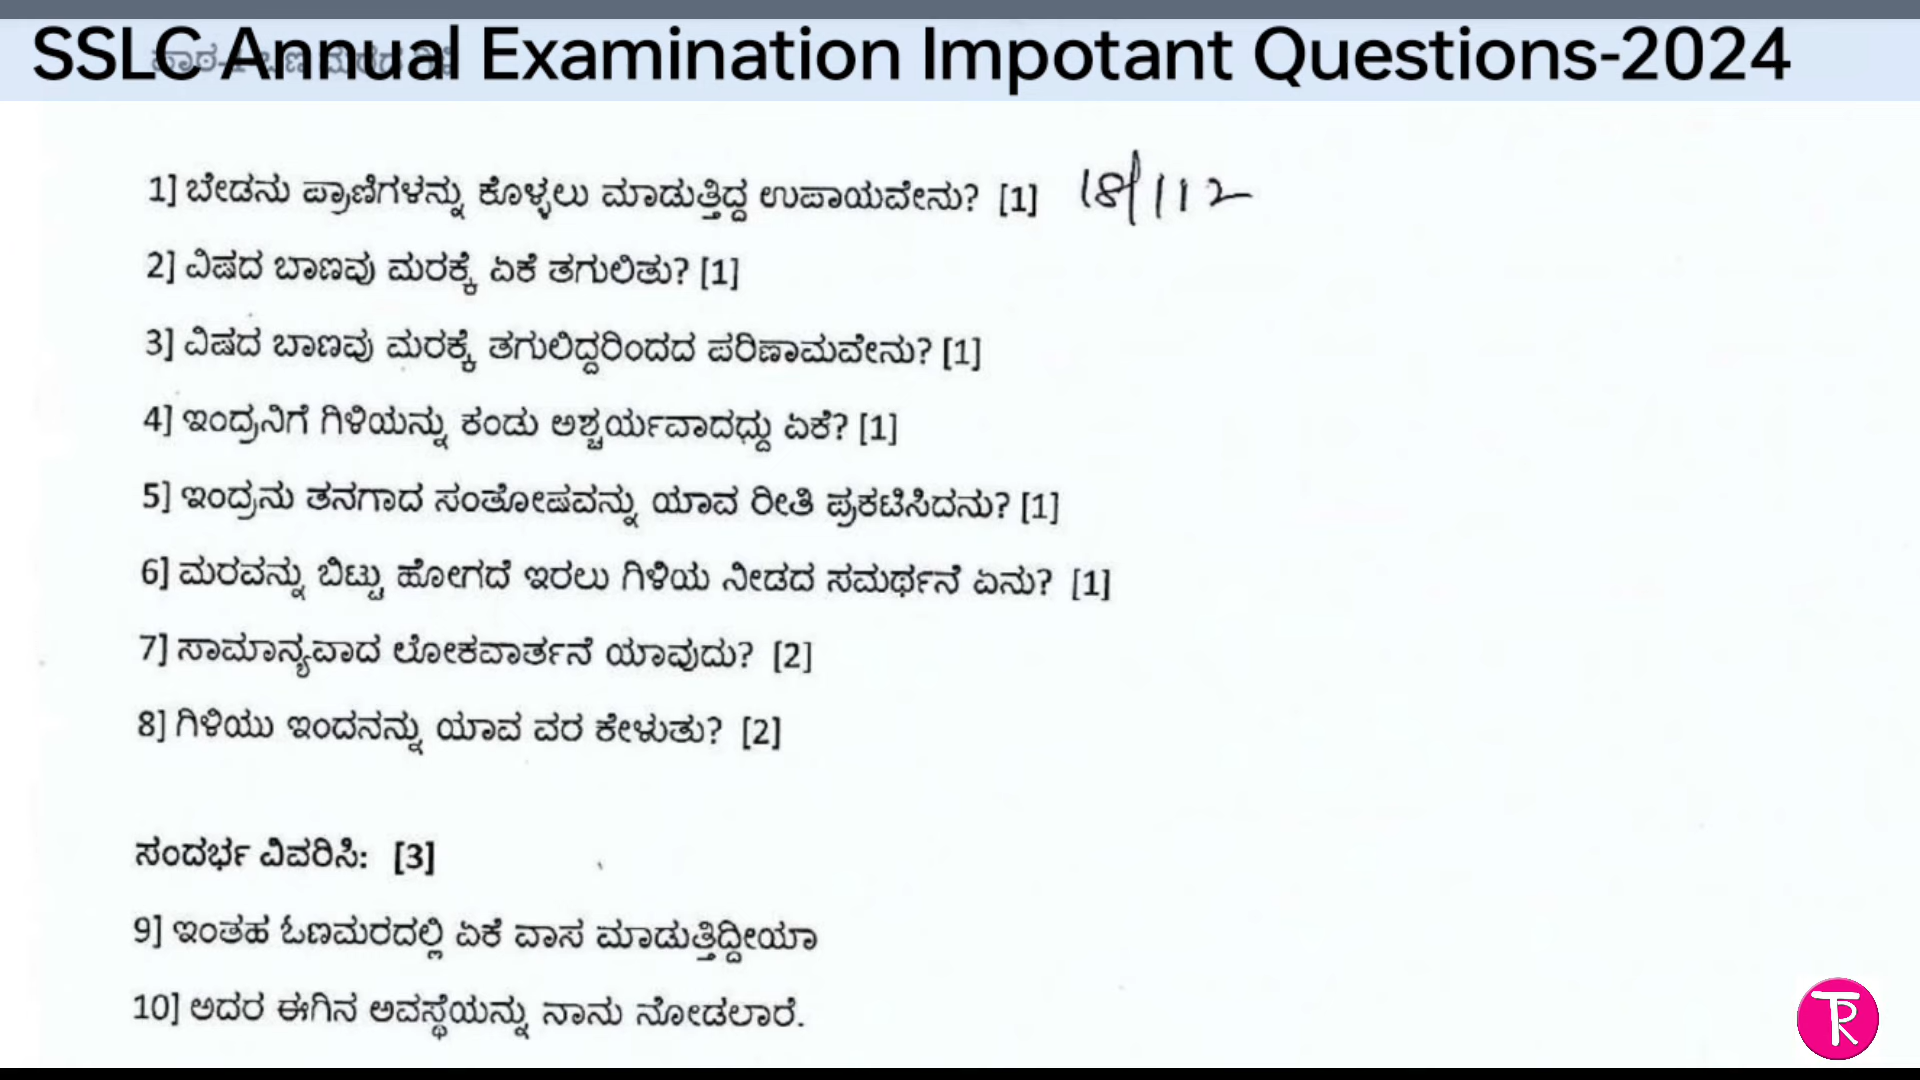 SSLC Annual Examination Impotant Questions-2024
1] ಬೇಡನು ಪ್ರಾಣಿಗಳನ್ನು ಕೊಳ್ಳಲು ಮಾಡುತ್ತಿದ್ದ ಉಪಾಯವೇನು? [1] 18/112
2] ವಿಷದ ಬಾಣವು ಮರಕ್ಕೆ ಏಕೆ ತಗುಲಿತು? [1]
3] ವಿಷದ ಬಾಣವು ಮರಕ್ಕೆ ತಗುಲಿದ್ದರಿಂದದ ಪರಿಣಾಮವೇನು? [1]
4] ಇಂದ್ರನಿಗೆ ಗಿಳಿಯನ್ನು ಕಂಡು ಅಶ್ಚರ್ಯವಾದದ್ದು ಏಕೆ? [1]
5] ಇಂದ್ರನು ತನಗಾದ ಸಂತೋಷವನ್ನು ಯಾವ ರೀತಿ ಪ್ರಕಟಿಸಿದನು? [1]
6] ಮರವನ್ನು ಬಿಟ್ಟು ಹೋಗದೆ ಇರಲು ಗಿಳಿಯ ನೀಡದ ಸಮರ್ಥನೆ ಏನು? [1]
7] ಸಾಮಾನ್ಯವಾದ ಲೋಕವಾರ್ತನೆ ಯಾವುದು? [2]
8] ಗಿಳಿಯು ಇಂದನನ್ನು ಯಾವ ವರ ಕೇಳುತು? [2]
ಸಂದರ್ಭ ವಿವರಿಸಿ: [3]
9] ಇಂತಹ ಓಣಮರದಲ್ಲಿ ಏಕೆ ವಾಸ ಮಾಡುತ್ತಿದ್ದೀಯಾ
10] ಅದರ ಈಗಿನ ಅವಸ್ಥೆಯನ್ನು ನಾನು ನೋಡಲಾರೆ.